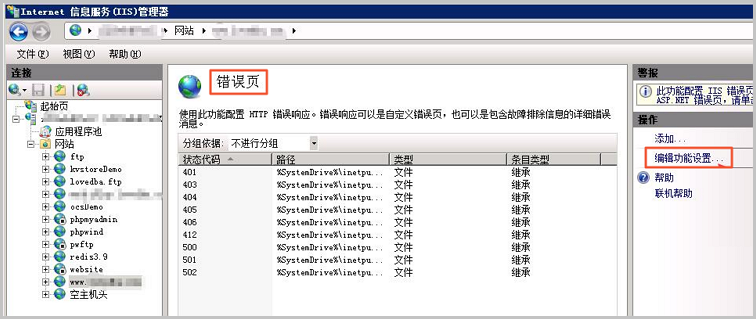 Internet 信息服务(IIS)管理器
网站
文件(F) 视图(V) 帮助(H)
连接
起始页
应用程序池
网站
ftp
kvstoreDemo
lovedba.ftp
ocsDemo
phpmyadmin
phpwind
pwftp
redis3.9
website
www.
空主机头
错误页
使用此功能配置 HTTP 错误响应。错误响应可以是自定义错误页，也可以是包含故障排除信息的详细错误
消息。
分组依据: 不进行分组
状态代码 路径 类型 条目类型
401 %SystemDrive%\inetpu... 文件 继承
403 %SystemDrive%\inetpu... 文件 继承
404 %SystemDrive%\inetpu... 文件 继承
405 %SystemDrive%\inetpu... 文件 继承
406 %SystemDrive%\inetpu... 文件 继承
412 %SystemDrive%\inetpu... 文件 继承
500 %SystemDrive%\inetpu... 文件 继承
501 %SystemDrive%\inetpu... 文件 继承
502 %SystemDrive%\inetpu... 文件 继承
警报
此功能配置 IIS 错误页
ASP.NET 错误页，请单击
操作
添加...
编辑功能设置...
帮助
联机帮助